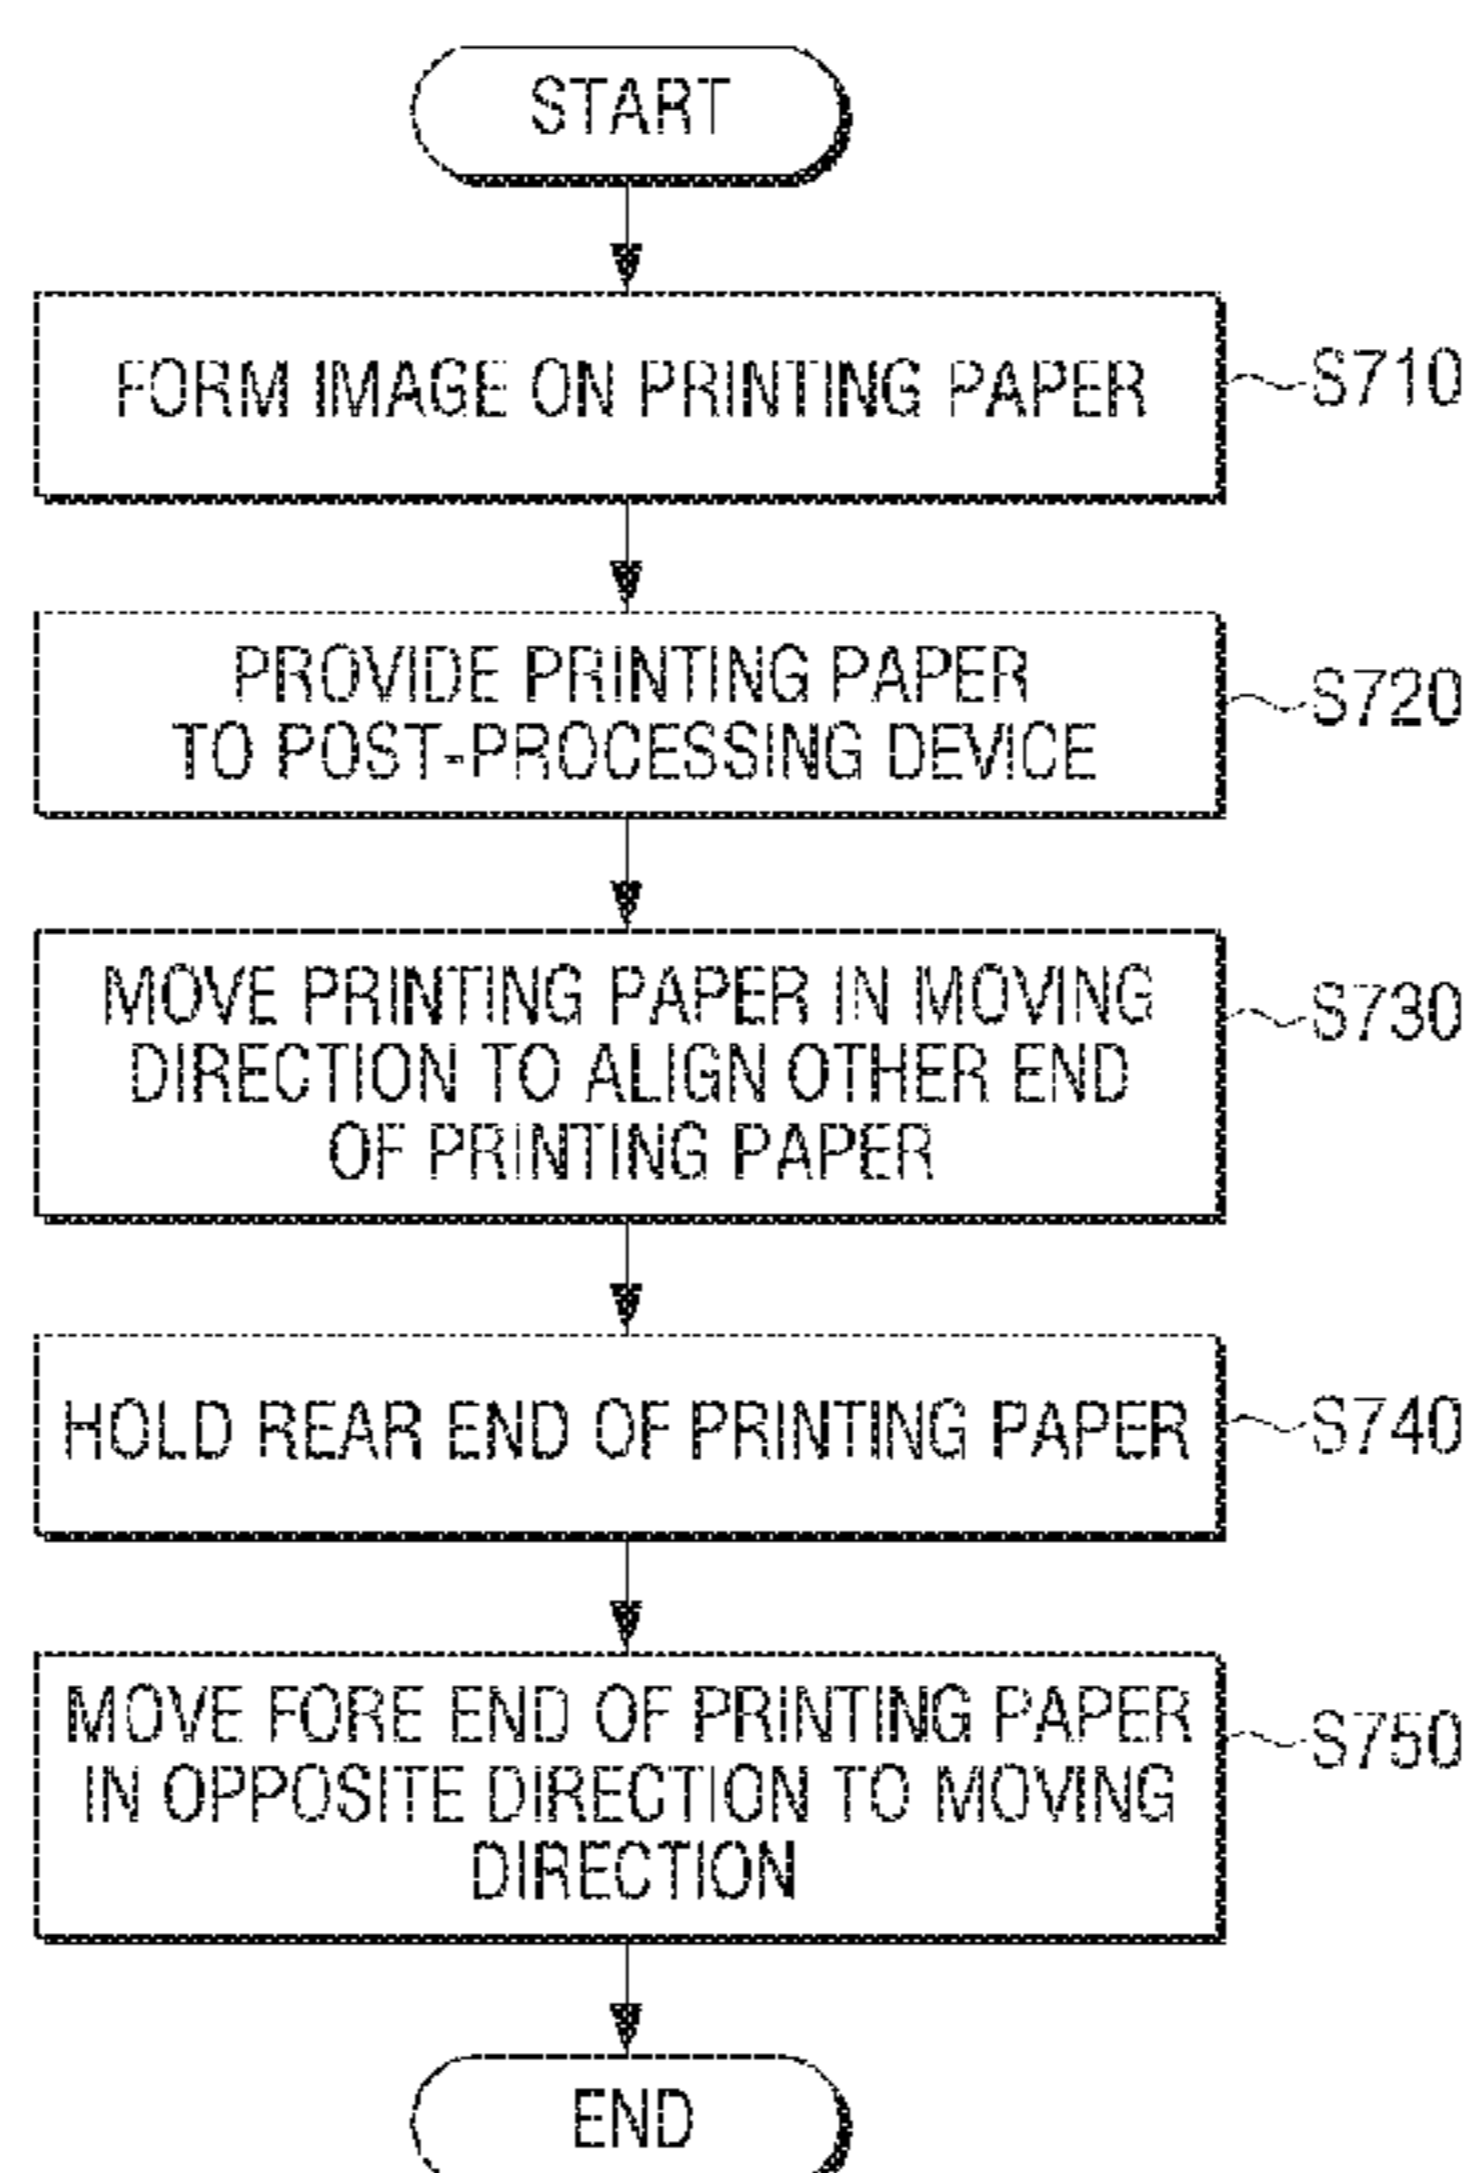 START
FORM IMAGE ON PRINTING PAPER
S710
PROVIDE PRINTING PAPER
TO POST-PROCESSING DEVICE
S720
MOVE PRINTING PAPER IN MOVING
DIRECTION TO ALIGN OTHER END
OF PRINTING PAPER
S730
HOLD REAR END OF PRINTING PAPER
S740
MOVE FORE END OF PRINTING PAPER
IN OPPOSITE DIRECTION TO MOVING
DIRECTION
S750
END